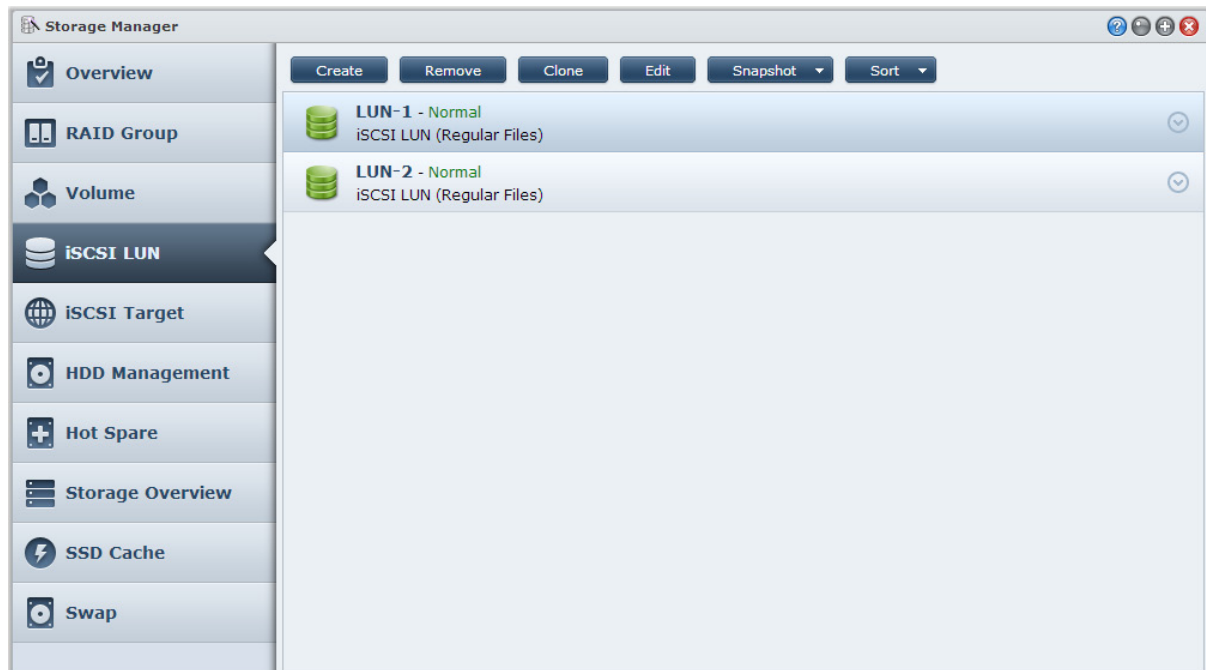 Storage Manager
Overview
RAID Group
Volume
iSCSI LUN
iSCSI Target
HDD Management
Hot Spare
Storage Overview
SSD Cache
Swap
Create Remove Clone Edit Snapshot Sort
LUN-1 - Normal
iSCSI LUN (Regular Files)
LUN-2 - Normal
iSCSI LUN (Regular Files)